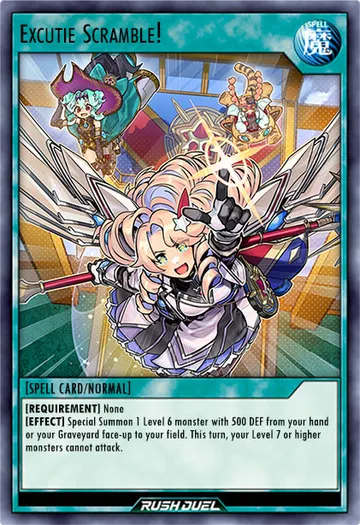 EXCUTIE SCRAMBLE!
SPELL
魔
[SPELL CARD/NORMAL]
[REQUIREMENT] None
[EFFECT] Special Summon 1 Level 6 monster with 500 DEF from your hand
or your Graveyard face-up to your field. This turn, your Level 7 or higher
monsters cannot attack.
RUSH DUEL